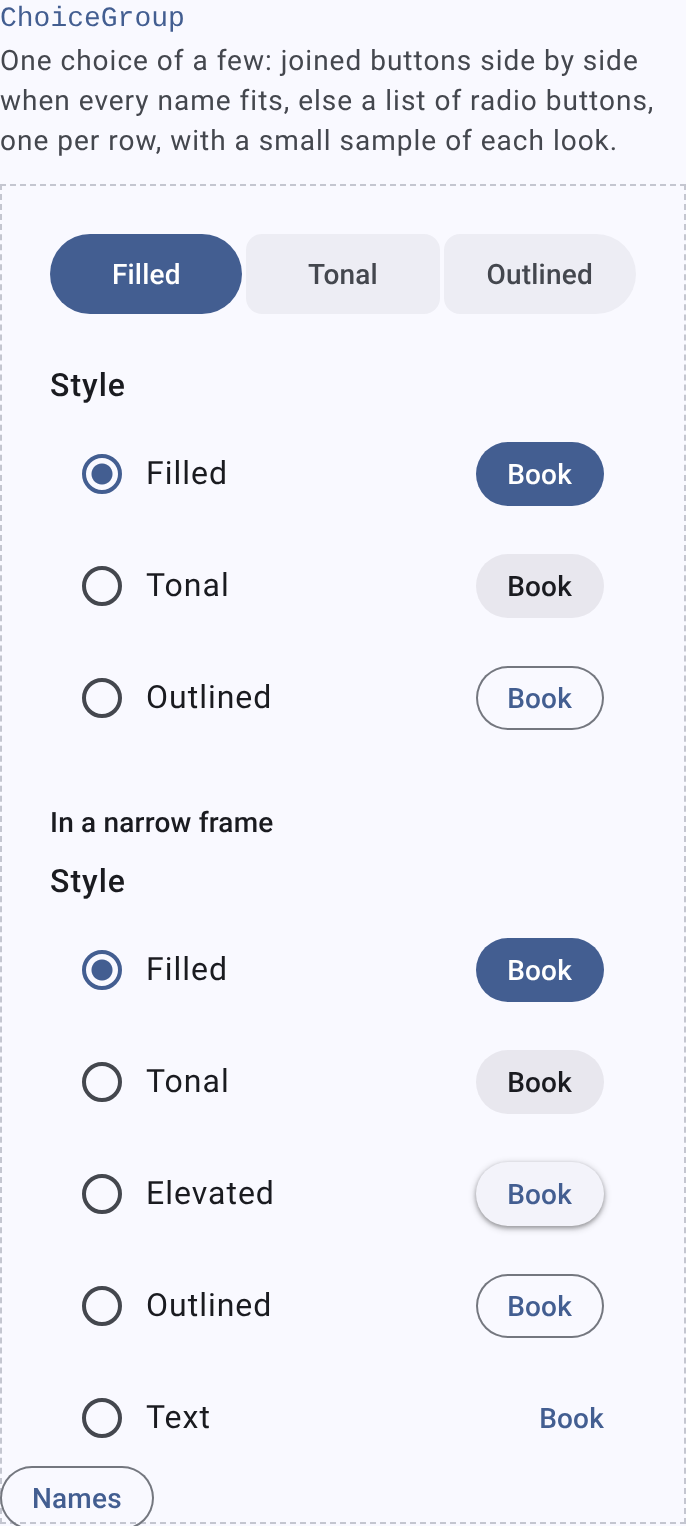 ChoiceGroup
One choice of a few: joined buttons side by side
when every name fits, else a list of radio buttons,
one per row, with a small sample of each look.
Filled Tonal Outlined
Style
Filled Book
Tonal Book
Outlined Book
In a narrow frame
Style
Filled Book
Tonal Book
Elevated Book
Outlined Book
Text Book
Names